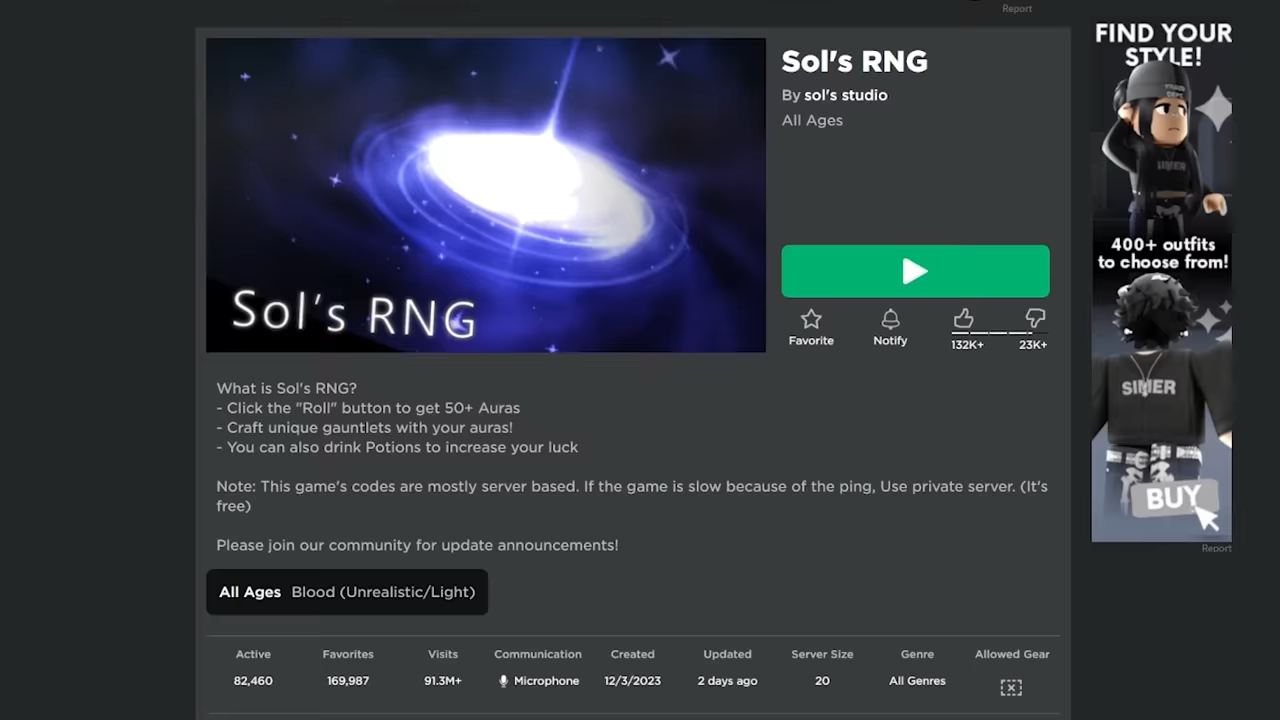 Report
Sol's RNG
Sol's RNG
By sol's studio
All Ages
Favorite
Notify
132K+
23K+
What is Sol's RNG?
- Click the "Roll" button to get 50+ Auras
- Craft unique gauntlets with your auras!
- You can also drink Potions to increase your luck
Note: This game's codes are mostly server based. If the game is slow because of the ping, Use private server. (It's
free)
Please join our community for update announcements!
All Ages Blood (Unrealistic/Light)
Active Favorites Visits Communication Created Updated Server Size Genre Allowed Gear
82,460 169,987 91.3M+ Microphone 12/3/2023 2 days ago 20 All Genres
FIND YOUR
STYLE!
400+ outfits
to choose from!
BUY
Report